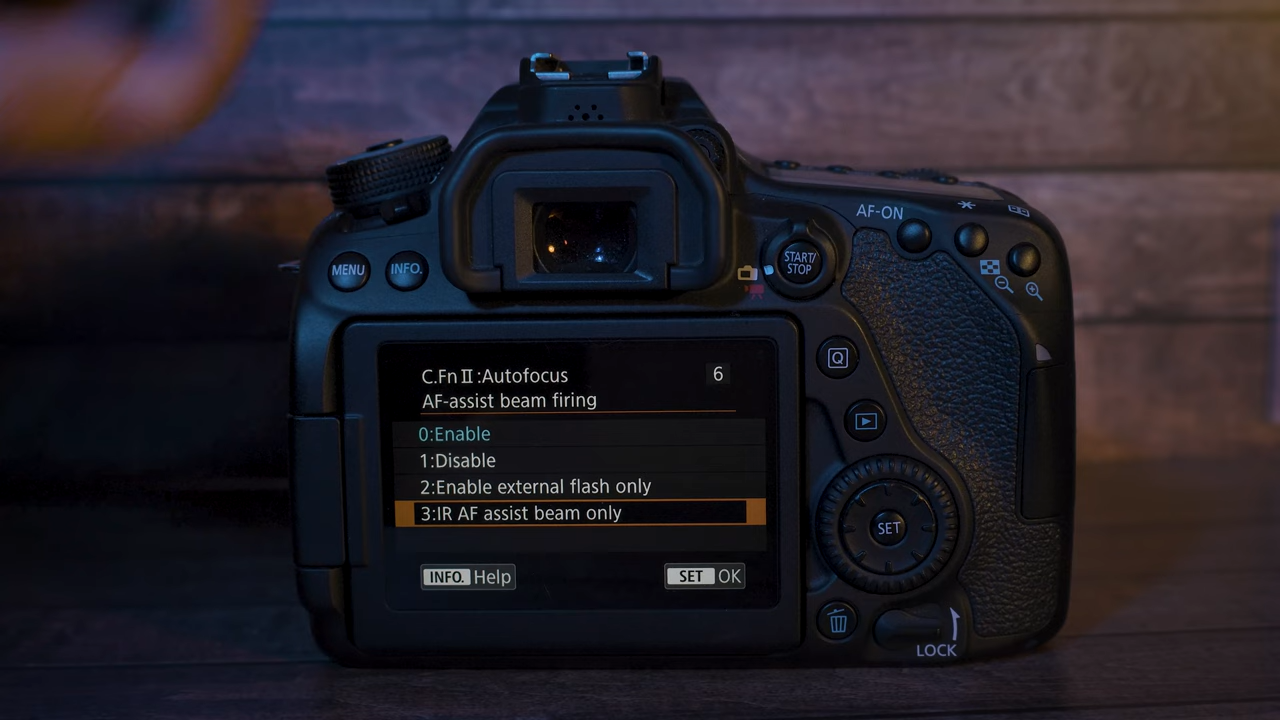 AF-ON
MENU
INFO.
START/
STOP
Q
C.Fn II :Autofocus
6
AF-assist beam firing
0:Enable
1:Disable
2:Enable external flash only
3:IR AF assist beam only
INFO. Help
SET OK
SET
LOCK